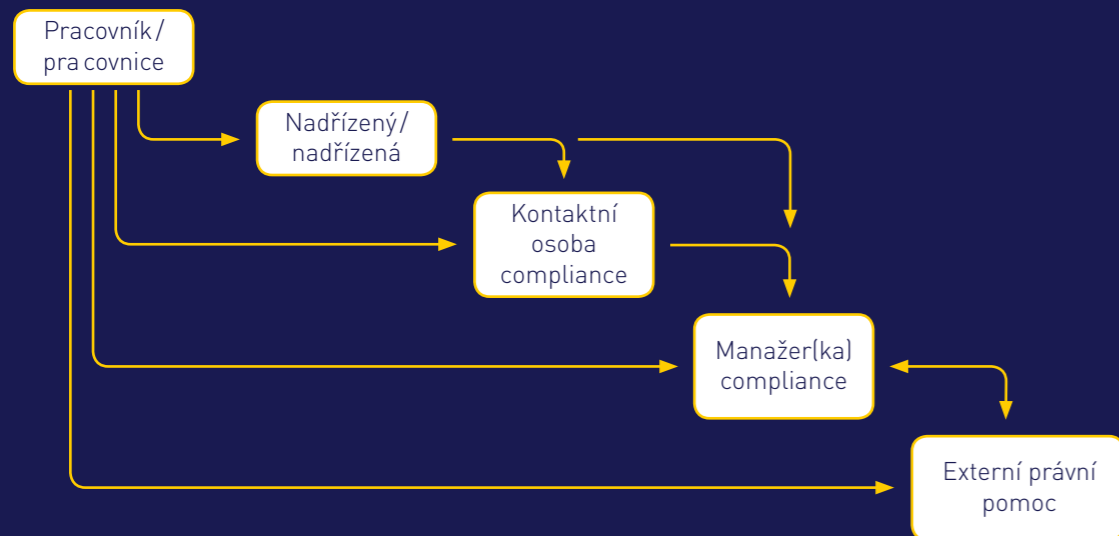 Pracovník/
pra covnice
Nadřízený/
nadřízená
Kontaktní
osoba
compliance
Manažer(ka)
compliance
Externí právní
pomoc